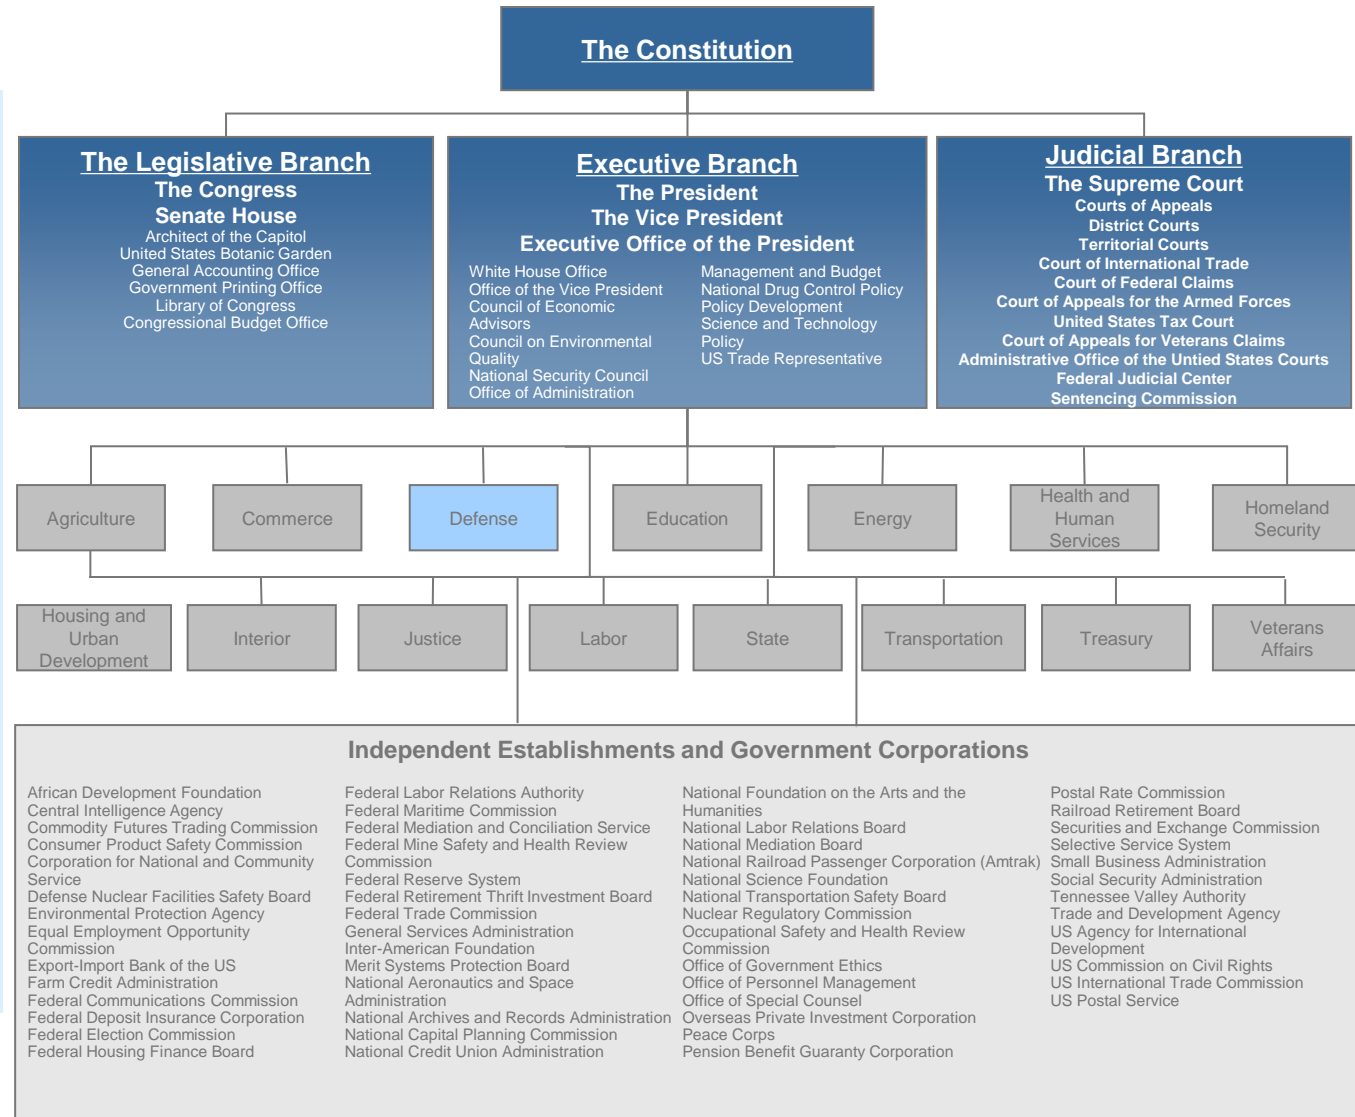 The Constitution
The Legislative Branch
The Congress
Senate House
Architect of the Capitol
United States Botanic Garden
General Accounting Office
Government Printing Office
Library of Congress
Congressional Budget Office
Executive Branch
The President
The Vice President
Executive Office of the President
White House Office
Office of the Vice President
Council of Economic
Advisors
Council on Environmental
Quality
National Security Council
Office of Administration
Management and Budget
National Drug Control Policy
Policy Development
Science and Technology
Policy
US Trade Representative
Judicial Branch
The Supreme Court
Courts of Appeals
District Courts
Territorial Courts
Court of International Trade
Court of Federal Claims
Court of Appeals for the Armed Forces
United States Tax Court
Court of Appeals for Veterans Claims
Administrative Office of the Untied States Courts
Federal Judicial Center
Sentencing Commission
Agriculture
Commerce
Defense
Education
Energy
Health and
Human
Services
Homeland
Security
Housing and
Urban
Development
Interior
Justice
Labor
State
Transportation
Treasury
Veterans
Affairs
Independent Establishments and Government Corporations
African Development Foundation
Central Intelligence Agency
Commodity Futures Trading Commission
Consumer Product Safety Commission
Corporation for National and Community
Service
Defense Nuclear Facilities Safety Board
Environmental Protection Agency
Equal Employment Opportunity
Commission
Export-Import Bank of the US
Farm Credit Administration
Federal Communications Commission
Federal Deposit Insurance Corporation
Federal Election Commission
Federal Housing Finance Board
Federal Labor Relations Authority
Federal Maritime Commission
Federal Mediation and Conciliation Service
Federal Mine Safety and Health Review
Commission
Federal Reserve System
Federal Retirement Thrift Investment Board
Federal Trade Commission
General Services Administration
Inter-American Foundation
Merit Systems Protection Board
National Aeronautics and Space
Administration
National Archives and Records Administration
National Capital Planning Commission
National Credit Union Administration
National Foundation on the Arts and the
Humanities
National Labor Relations Board
National Mediation Board
National Railroad Passenger Corporation (Amtrak)
National Science Foundation
National Transportation Safety Board
Nuclear Regulatory Commission
Occupational Safety and Health Review
Commission
Office of Government Ethics
Office of Personnel Management
Office of Special Counsel
Overseas Private Investment Corporation
Peace Corps
Pension Benefit Guaranty Corporation
Postal Rate Commission
Railroad Retirement Board
Securities and Exchange Commission
Selective Service System
Small Business Administration
Social Security Administration
Tennessee Valley Authority
Trade and Development Agency
US Agency for International
Development
US Commission on Civil Rights
US International Trade Commission
US Postal Service